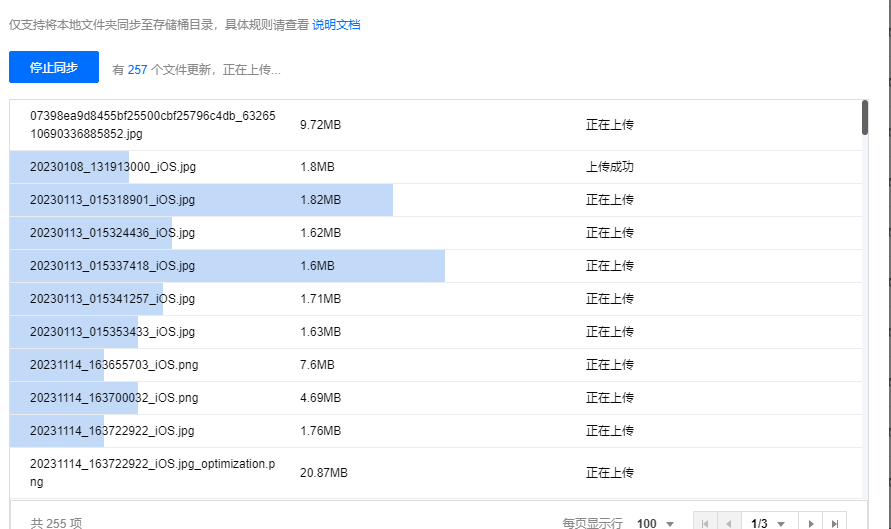 仅支持将本地文件夹同步至存储桶目录，具体规则请查看 说明文档
停止同步 有 257 个文件更新，正在上传...
07398ea9d8455bf25500cbf25796c4db_63265
10690336885852.jpg 9.72MB 正在上传
20230108_131913000_iOS.jpg 1.8MB 上传成功
20230113_015318901_iOS.jpg 1.82MB 正在上传
20230113_015324436_iOS.jpg 1.62MB 正在上传
20230113_015337418_iOS.jpg 1.6MB 正在上传
20230113_015341257_iOS.jpg 1.71MB 正在上传
20230113_015353433_iOS.jpg 1.63MB 正在上传
20231114_163655703_iOS.png 7.6MB 正在上传
20231114_163700032_iOS.png 4.69MB 正在上传
20231114_163722922_iOS.jpg 1.76MB 正在上传
20231114_163722922_iOS.jpg_optimization.p
ng 20.87MB 正在上传
共 255 项 每页显示行 100 1/3